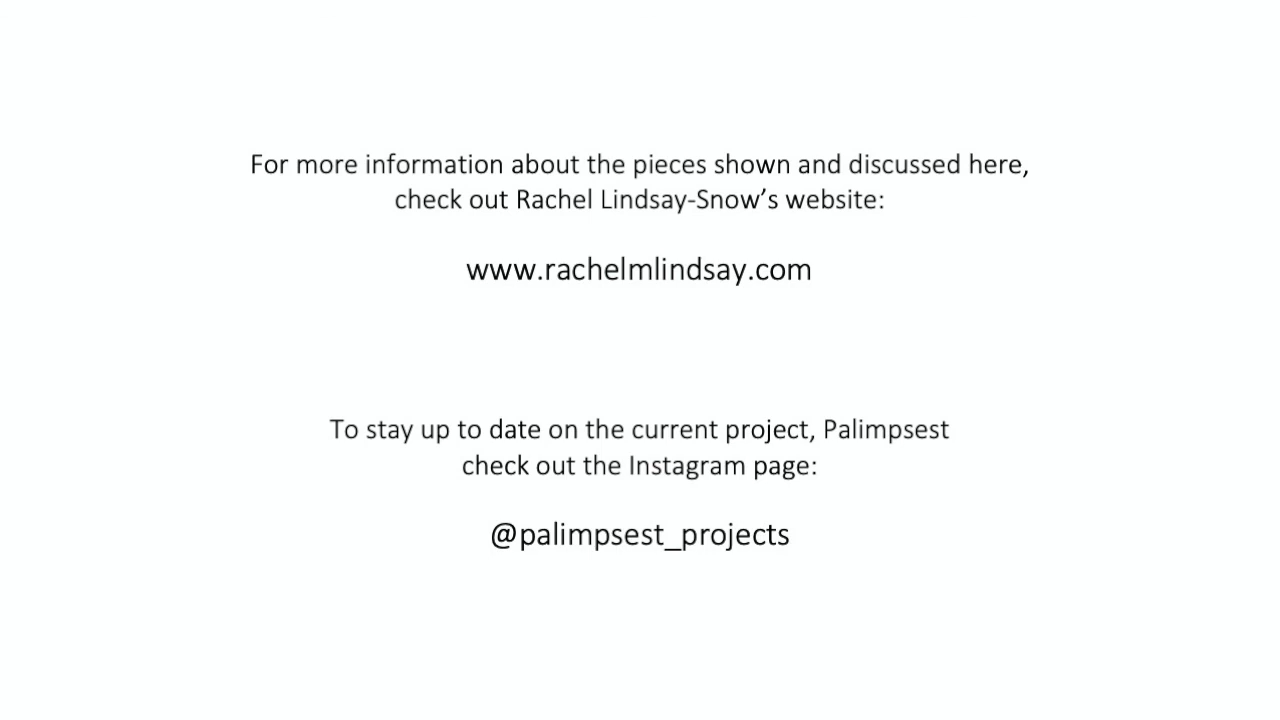 For more information about the pieces shown and discussed here,
check out Rachel Lindsay-Snow’s website:
www.rachelmlindsay.com
To stay up to date on the current project, Palimpsest
check out the Instagram page:
@palimpsest_projects